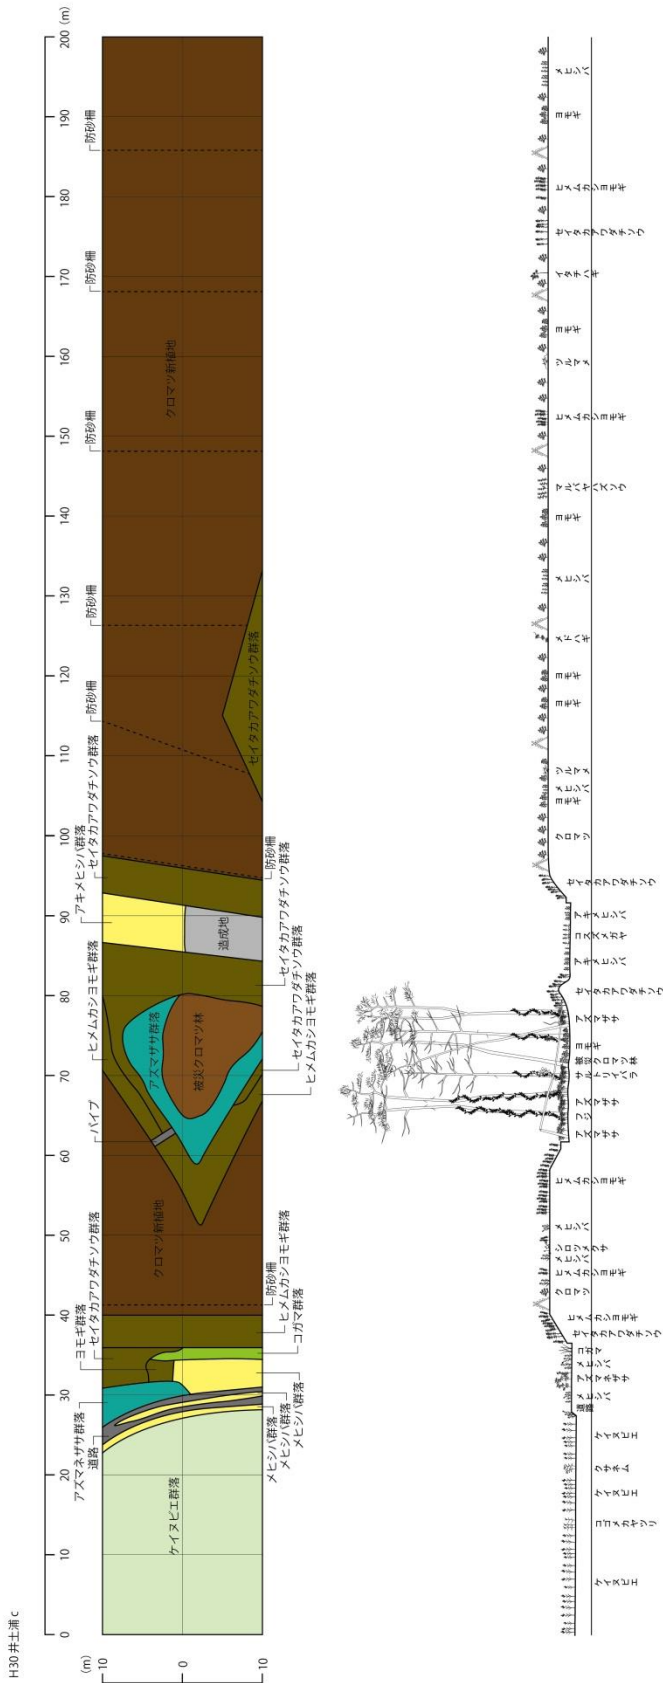 H30 井土浦 c
0 10 20 30 40 50 60 70 80 90 100 110 120 130 140 150 160 170 180 190 200 (m)
(m)
10
0
10
アズマネザサ群落
道路
ヨモギ群落
セイタカアワダチソウ群落
パイプ
ヒメムカシヨモギ群落
アキメヒシバ群落
セイタカアワダチソウ群落
防砂柵
防砂柵
防砂柵
防砂柵
防砂柵
ケイヌビエ群落
クロマツ新植地
アズマザサ群落
被災クロマツ林
造成地
セイタカアワダチソウ群落
クロマツ新植地
メヒシバ群落
メヒシバ群落
メヒシバ群落
コガマ群落
ヒメムカシヨモギ群落
防砂柵
ヒメムカシヨモギ群落
セイタカアワダチソウ群落
セイタカアワダチソウ群落
防砂柵
ケイヌビエ
コゴメカヤツリ
ケイヌビエ
クサネム
ケイヌビエ
道路
メヒシバ
アズマネザサ
メヒシバ
コガマ
セイタカアワダチソウ
ヒメムカシヨモギ
クロマツ
ヒメムカシヨモギ
メヒシバ
シロツメクサ
メヒシバ
ヒメムカシヨモギ
アズマザサ
フジ
アズマザサ
サルトリイバラ
被災クロマツ林
ヨモギ
アズマザサ
セイタカアワダチソウ
アキメヒシバ
コスズメガヤ
アキメヒシバ
セイタカアワダチソウ
クロマツ
ヨモギ
メヒシバ
ツルマメ
ヨモギ
ヨモギ
メドハギ
メヒシバ
ヨモギ
マルバヤハズソウ
ヒメムカシヨモギ
ツルマメ
ヨモギ
イタチハギ
セイタカアワダチソウ
ヒメムカシヨモギ
ヨモギ
メヒシバ